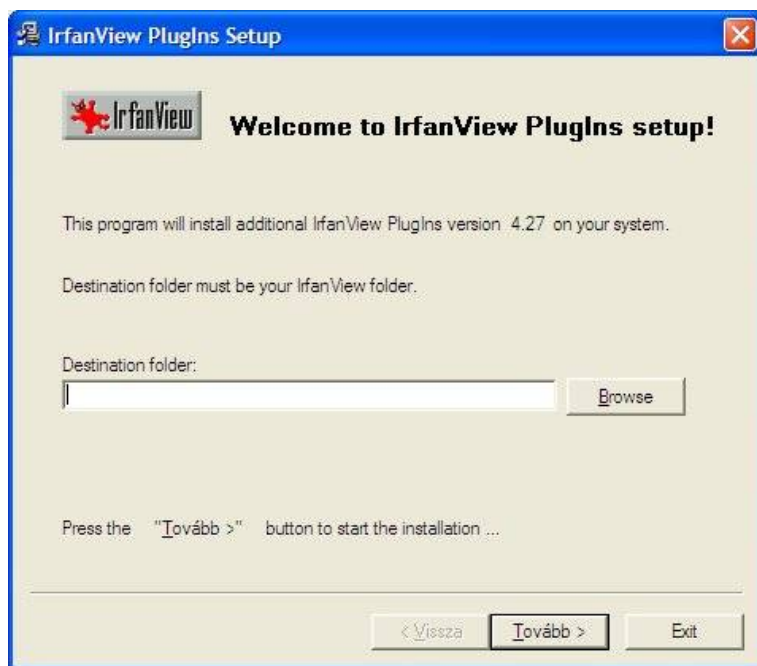 IrfanView PlugIns Setup
IrfanView
Welcome to IrfanView PlugIns setup!
This program will install additional IrfanView PlugIns version 4.27 on your system.
Destination folder must be your IrfanView folder.
Destination folder:
Browse
Press the "Tovább >" button to start the installation ...
< Vissza Tovább > Exit